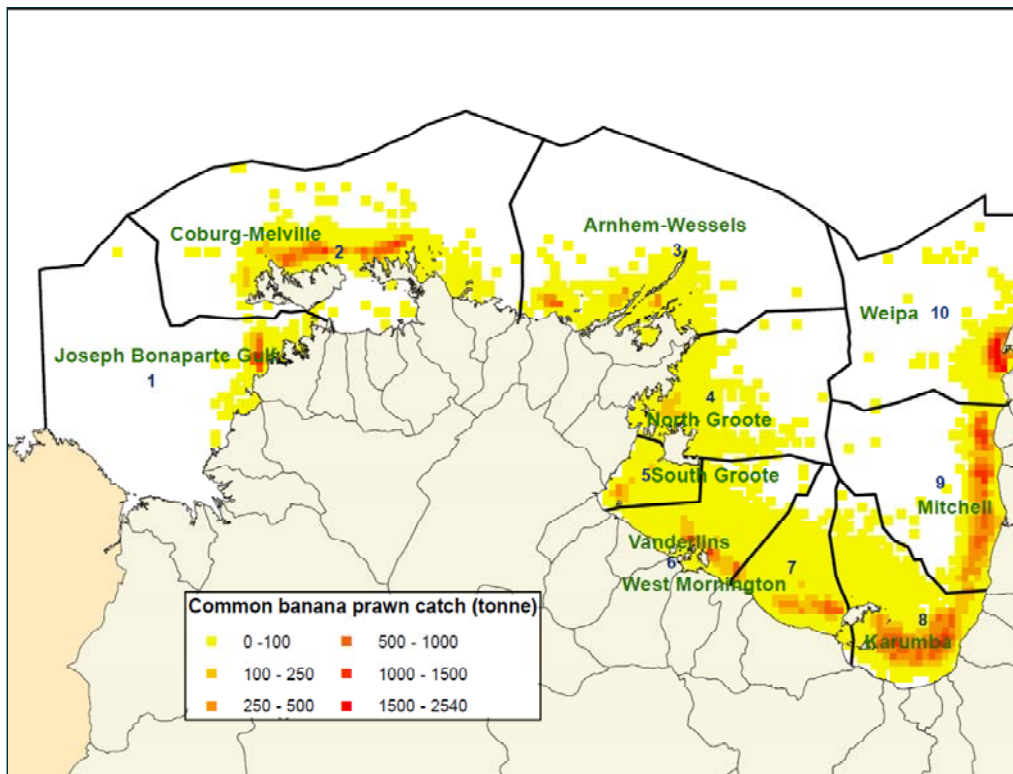 Coburg-Melville
2
Arnhem-Wessels
3
Weipa 10
Joseph Bonaparte Gulf
1
4
North Groote
5 South Groote
9
Mitchell
Vanderlins
6
West Mornington
7
8
Karumba
Common banana prawn catch (tonne)
0 -100
500 - 1000
100 - 250
1000 - 1500
250 - 500
1500 - 2540